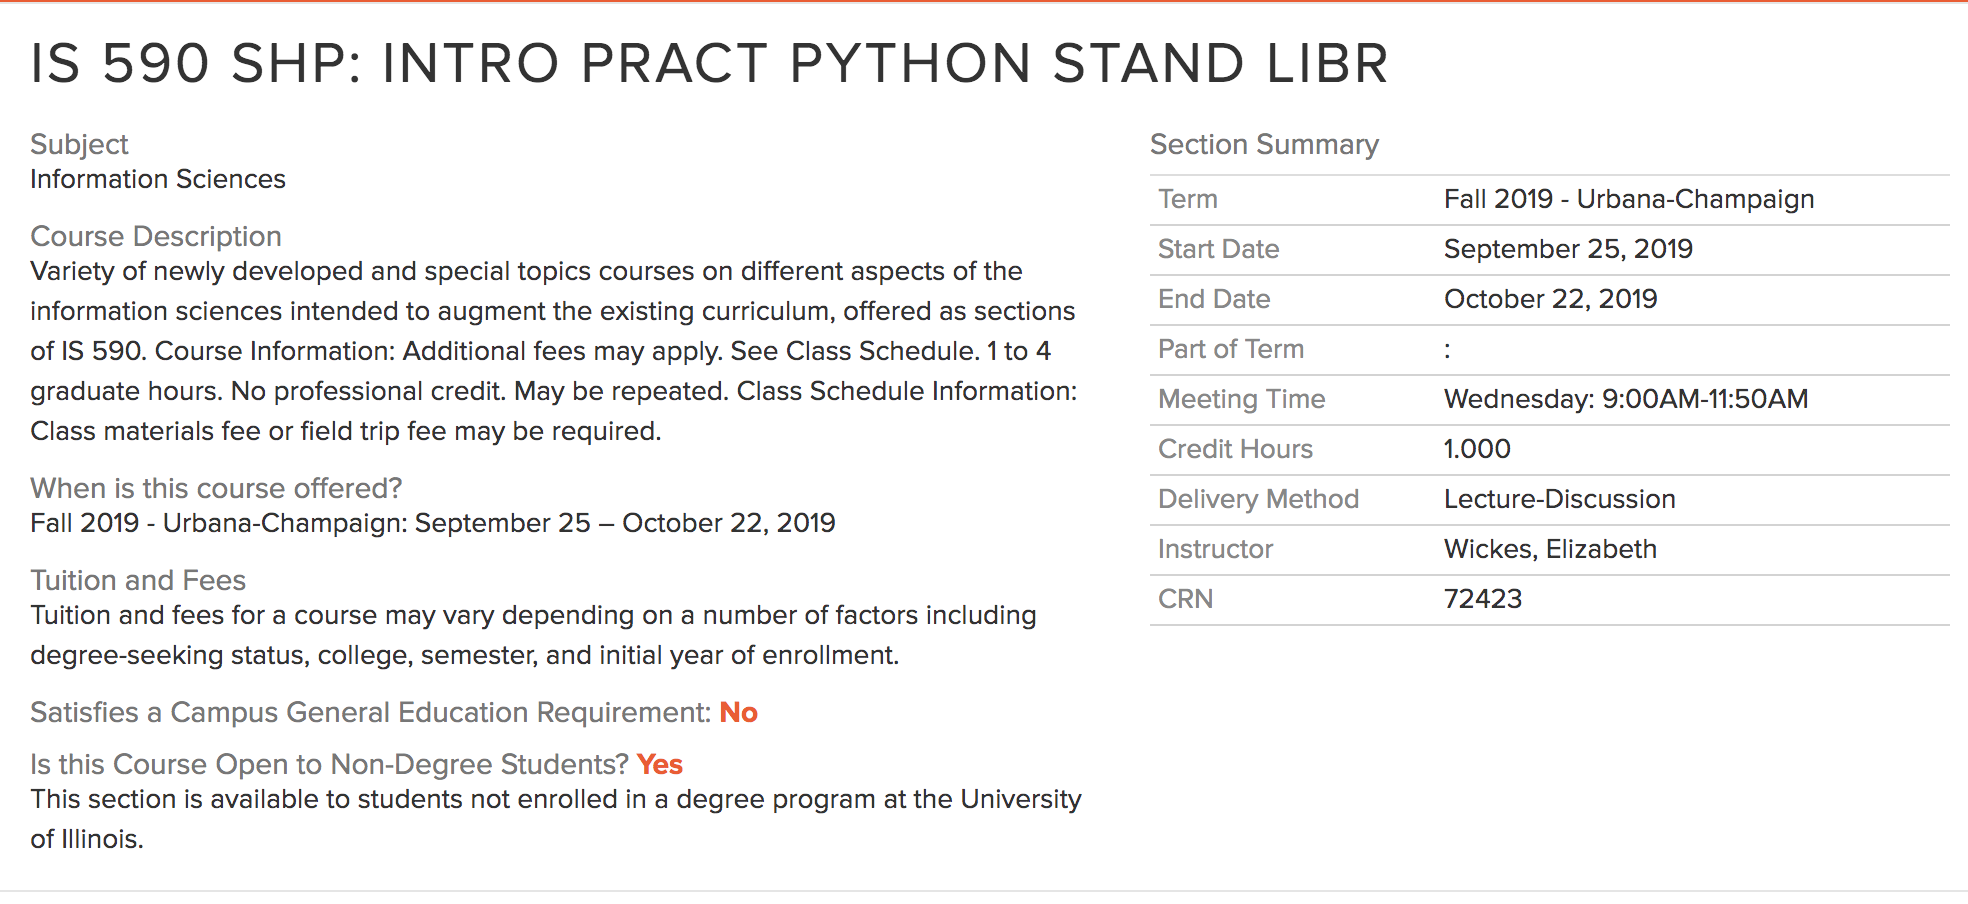 IS 590 SHP: INTRO PRACT PYTHON STAND LIBR
Subject
Information Sciences
Course Description
Variety of newly developed and special topics courses on different aspects of the
information sciences intended to augment the existing curriculum, offered as sections
of IS 590. Course Information: Additional fees may apply. See Class Schedule. 1 to 4
graduate hours. No professional credit. May be repeated. Class Schedule Information:
Class materials fee or field trip fee may be required.
When is this course offered?
Fall 2019 - Urbana-Champaign: September 25 – October 22, 2019
Tuition and Fees
Tuition and fees for a course may vary depending on a number of factors including
degree-seeking status, college, semester, and initial year of enrollment.
Satisfies a Campus General Education Requirement: No
Is this Course Open to Non-Degree Students? Yes
This section is available to students not enrolled in a degree program at the University
of Illinois.
Section Summary
Term Fall 2019 - Urbana-Champaign
Start Date September 25, 2019
End Date October 22, 2019
Part of Term :
Meeting Time Wednesday: 9:00AM-11:50AM
Credit Hours 1.000
Delivery Method Lecture-Discussion
Instructor Wickes, Elizabeth
CRN 72423